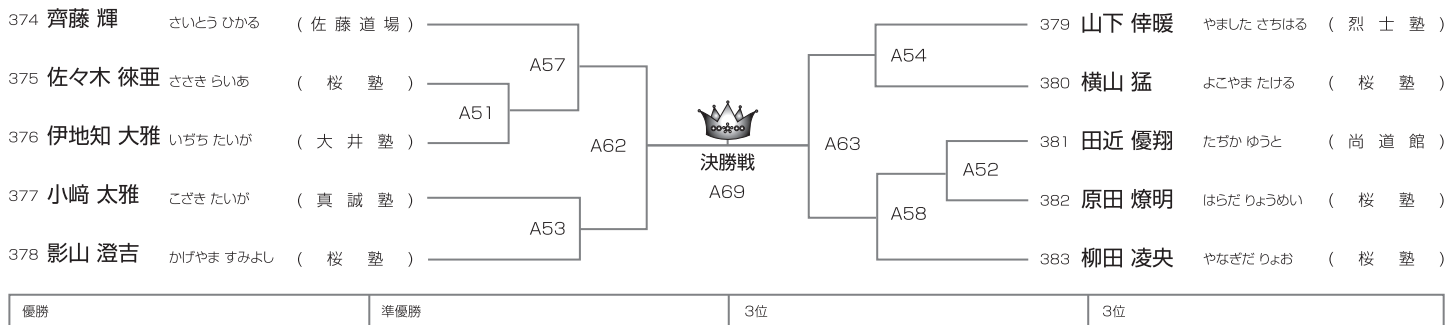 374 齊藤 輝 さいとう ひかる ( 佐 藤 道 場 )
375 佐々木 徠亜 ささき らいあ ( 桜 塾 )
376 伊地知 大雅 いぢち たいが ( 大 井 塾 )
377 小﨑 太雅 こざき たいが ( 真 誠 塾 )
378 影山 澄吉 かげやま すみよし ( 桜 塾 )
A57
A51
A62
A53
決勝戦
A69
A54
A63
A52
A58
379 山下 倖暖 やました さちはる ( 烈 士 塾 )
380 横山 猛 よこやま たける ( 桜 塾 )
381 田近 優翔 たぢか ゆうと ( 尚 道 館 )
382 原田 燎明 はらだ りょうめい ( 桜 塾 )
383 柳田 凌央 やなぎだ りょお ( 桜 塾 )
優勝 準優勝 3位 3位